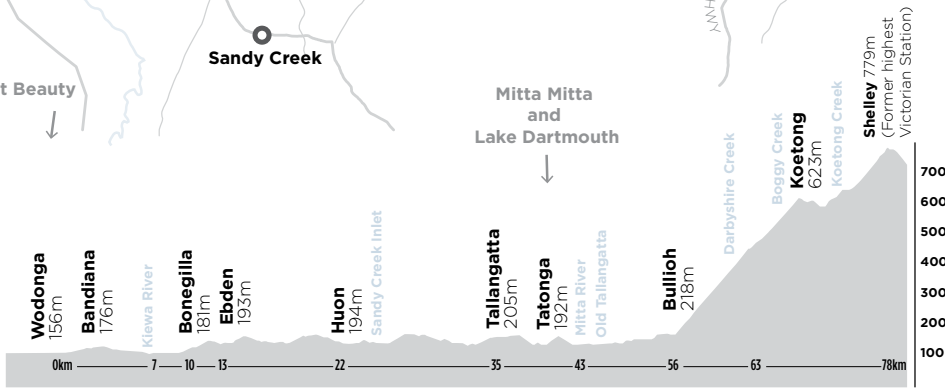 HWY
Sandy Creek
t Beauty
Mitta Mitta
and
Lake Dartmouth
Wodonga
156m
Bandiana
176m
Kiewa River
Bonegilla
181m
Ebden
193m
Huon
194m
Sandy Creek Inlet
Tallangatta
205m
Tatonga
192m
Mitta River
Old Tallangatta
Bullioh
218m
Darbyshire Creek
Boggy Creek
Koetong
623m
Koetong Creek
Shelley 779m
(Former highest
Victorian Station)
700
600
500
400
300
200
100
0km 7 10 13 22 35 43 56 63 78km